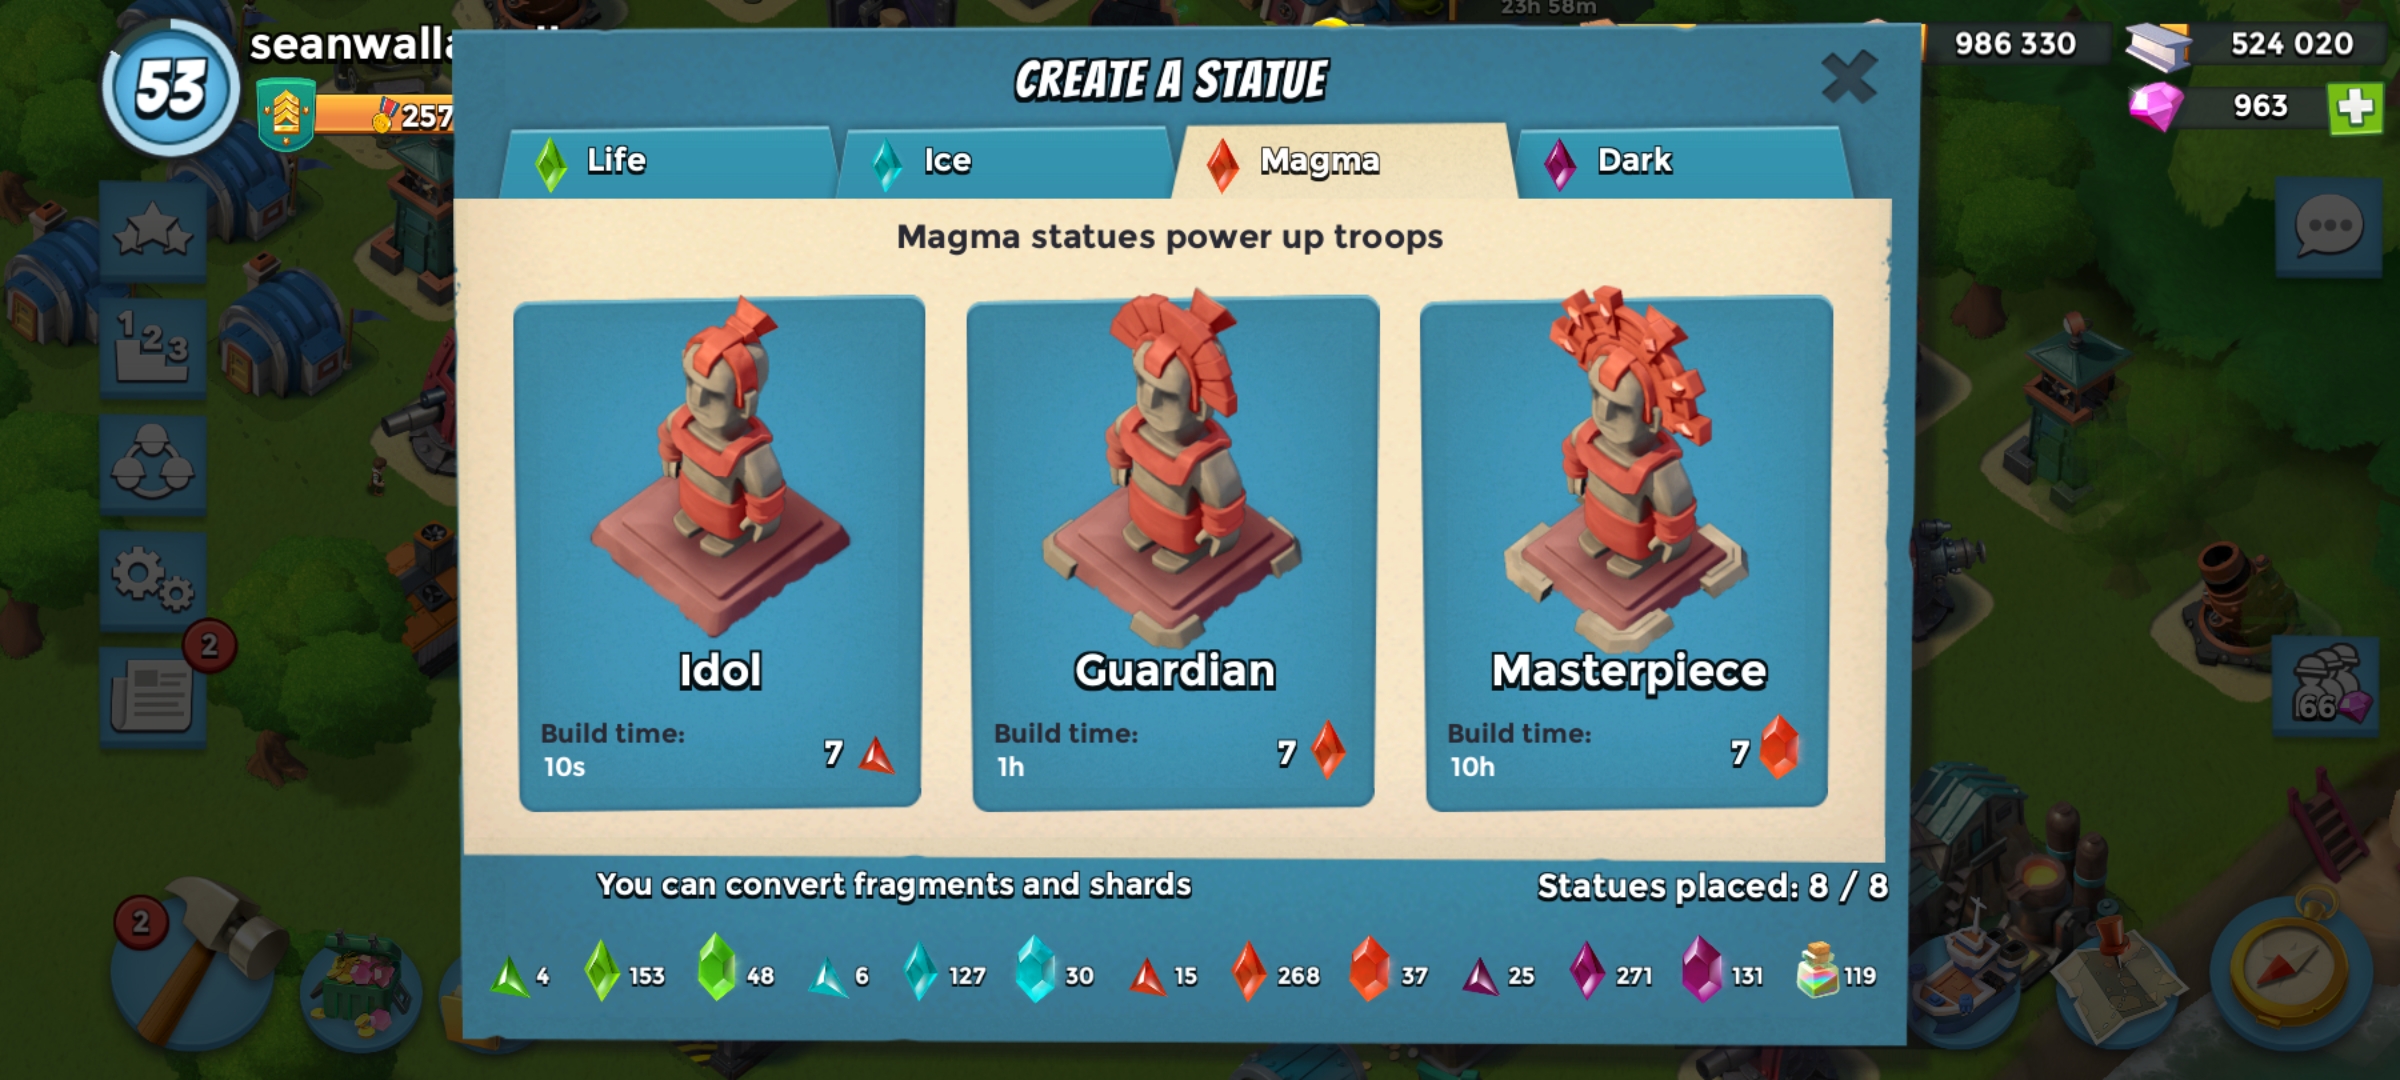 23h 58m
53
986 330
524 020
257
963
CREATE A STATUE
Life
Ice
Magma
Dark
Magma statues power up troops
1 2 3
Idol
Build time:
10s
7
Guardian
Build time:
1h
7
Masterpiece
Build time:
10h
7
2
66
You can convert fragments and shards
Statues placed: 8 / 8
2
4
153
48
6
127
30
15
268
37
25
271
131
119